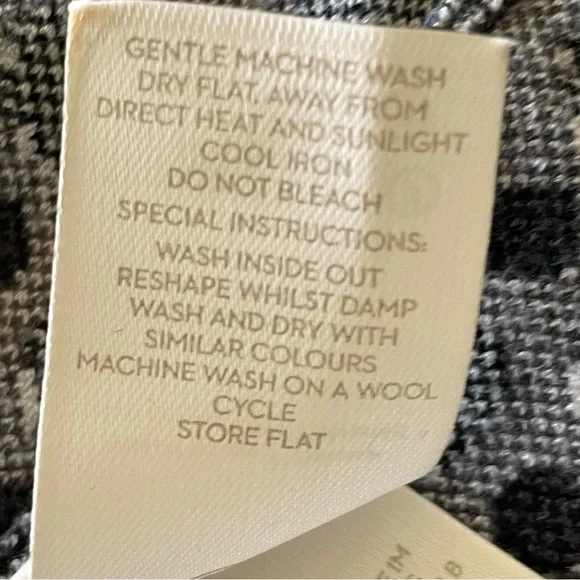 GENTLE MACHINE WASH
DRY FLAT, AWAY FROM
DIRECT HEAT AND SUNLIGHT
COOL IRON
DO NOT BLEACH
SPECIAL INSTRUCTIONS:
WASH INSIDE OUT
RESHAPE WHILST DAMP
WASH AND DRY WITH
SIMILAR COLOURS
MACHINE WASH ON A WOOL
CYCLE
STORE FLAT